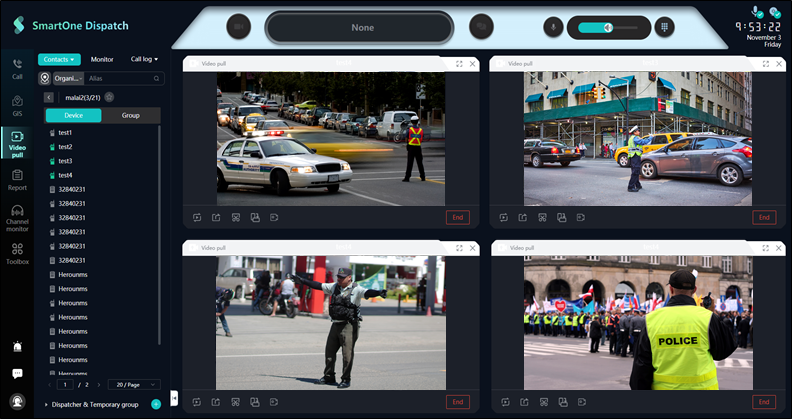 SmartOne Dispatch
None
9:53:22
November 3
Friday
Call
GIS
Video
pull
Report
Channel
monitor
Toolbox
Contacts
Monitor
Call log
Organi...
Alias
malai2(3/21)
Device
Group
test1
test2
test3
test4
32840231
32840231
32840231
32840231
32840231
32840231
Herounms
Herounms
Herounms
Herounms
Herounms
Herounms
Herounms
Herounms
1 / 2
20 / Page
Dispatcher & Temporary group
Video pull
End
Video pull
End
Video pull
End
Video pull
POLICE
End